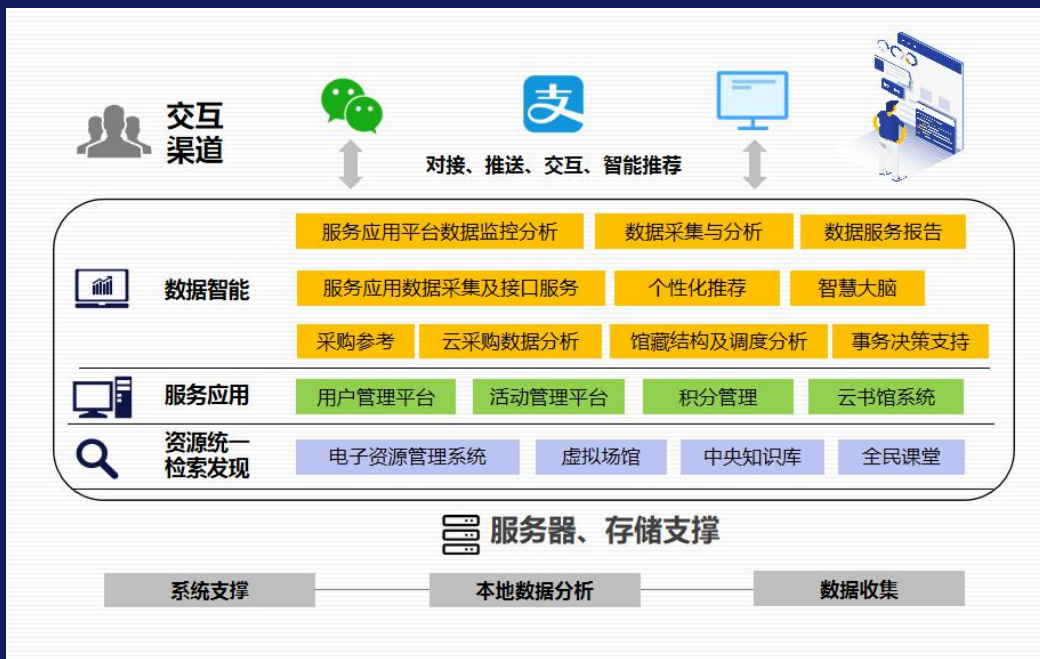 交互
渠道
支
对接、推送、交互、智能推荐
服务应用平台数据监控分析
数据采集与分析
数据服务报告
数据智能
服务应用数据采集及接口服务
个性化推荐
智慧大脑
采购参考
云采购数据分析
馆藏结构及调度分析
事务决策支持
服务应用
用户管理平台
活动管理平台
积分管理
云书馆系统
资源统一
检索发现
电子资源管理系统
虚拟场馆
中央知识库
全民课堂
服务器、存储支撑
系统支撑
本地数据分析
数据收集